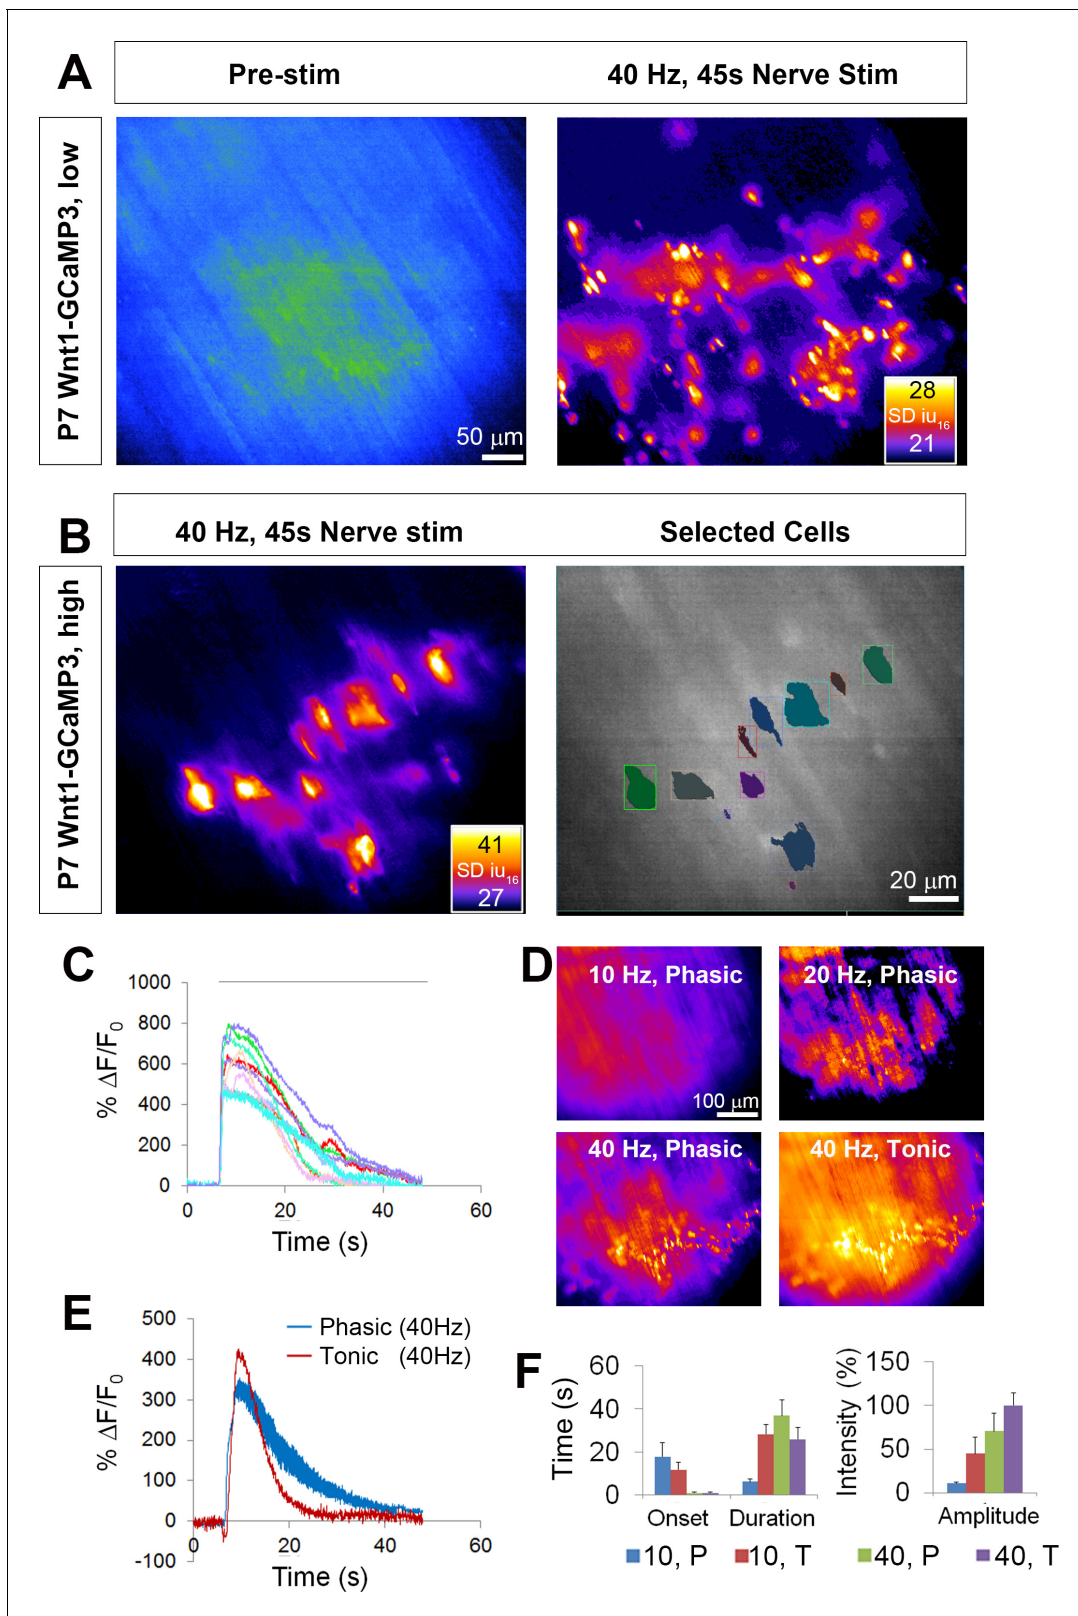 A
Pre-stim
40 Hz, 45s Nerve Stim
P7 Wnt1-GCaMP3, low
50 µm
28
SD iu16
21
B
40 Hz, 45s Nerve stim
Selected Cells
P7 Wnt1-GCaMP3, high
41
SD iu16
27
20 µm
C
1000
800
600
400
200
0
% ΔF/F0
0 20 40 60
Time (s)
D
10 Hz, Phasic
20 Hz, Phasic
100 µm
40 Hz, Phasic
40 Hz, Tonic
E
500
400
300
200
100
0
-100
% ΔF/F0
Phasic (40Hz)
Tonic (40Hz)
0 20 40 60
Time (s)
F
60
40
20
0
Time (s)
Onset Duration
150
100
50
0
Intensity (%)
Amplitude
10, P 10, T 40, P 40, T